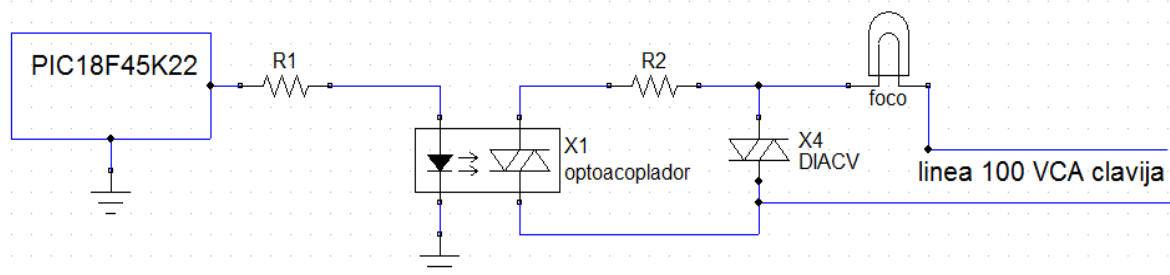 PIC18F45K22
R1
R2
foco
X1
optoacoplador
X4
DIACV
linea 100 VCA clavija